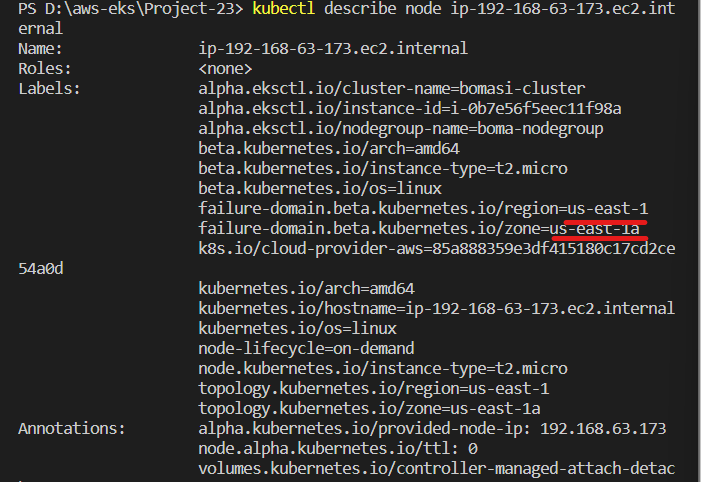 PS D:\aws-eks\Project-23> kubectl describe node ip-192-168-63-173.ec2.int
ernal
Name: ip-192-168-63-173.ec2.internal
Roles: <none>
Labels: alpha.eksctl.io/cluster-name=bomasi-cluster
alpha.eksctl.io/instance-id=i-0b7e56f5eec11f98a
alpha.eksctl.io/nodegroup-name=boma-nodegroup
beta.kubernetes.io/arch=amd64
beta.kubernetes.io/instance-type=t2.micro
beta.kubernetes.io/os=linux
failure-domain.beta.kubernetes.io/region=us-east-1
failure-domain.beta.kubernetes.io/zone=us-east-1a
k8s.io/cloud-provider-aws=85a888359e3df415180c17cd2ce
54a0d
kubernetes.io/arch=amd64
kubernetes.io/hostname=ip-192-168-63-173.ec2.internal
kubernetes.io/os=linux
node-lifecycle=on-demand
node.kubernetes.io/instance-type=t2.micro
topology.kubernetes.io/region=us-east-1
topology.kubernetes.io/zone=us-east-1a
Annotations: alpha.kubernetes.io/provided-node-ip: 192.168.63.173
node.alpha.kubernetes.io/ttl: 0
volumes.kubernetes.io/controller-managed-attach-detac